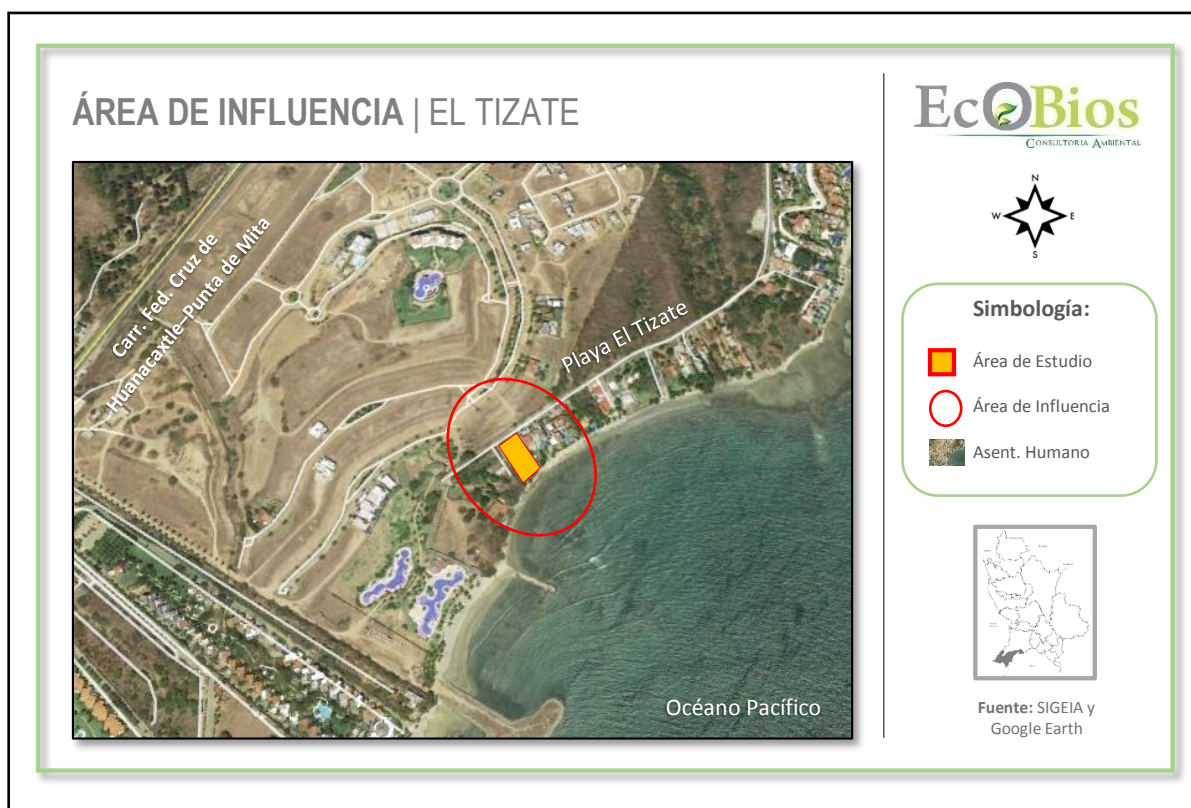 ÁREA DE INFLUENCIA | EL TIZATE
Carr. Fed. Cruz de
Huanacaxtle–Punta de Mita
Playa El Tizate
Océano Pacífico
EcOBios
CONSULTORIA AMBIENTAL
N
W
E
S
Simbología:
Área de Estudio
Área de Influencia
Asent. Humano
Fuente: SIGEIA y
Google Earth